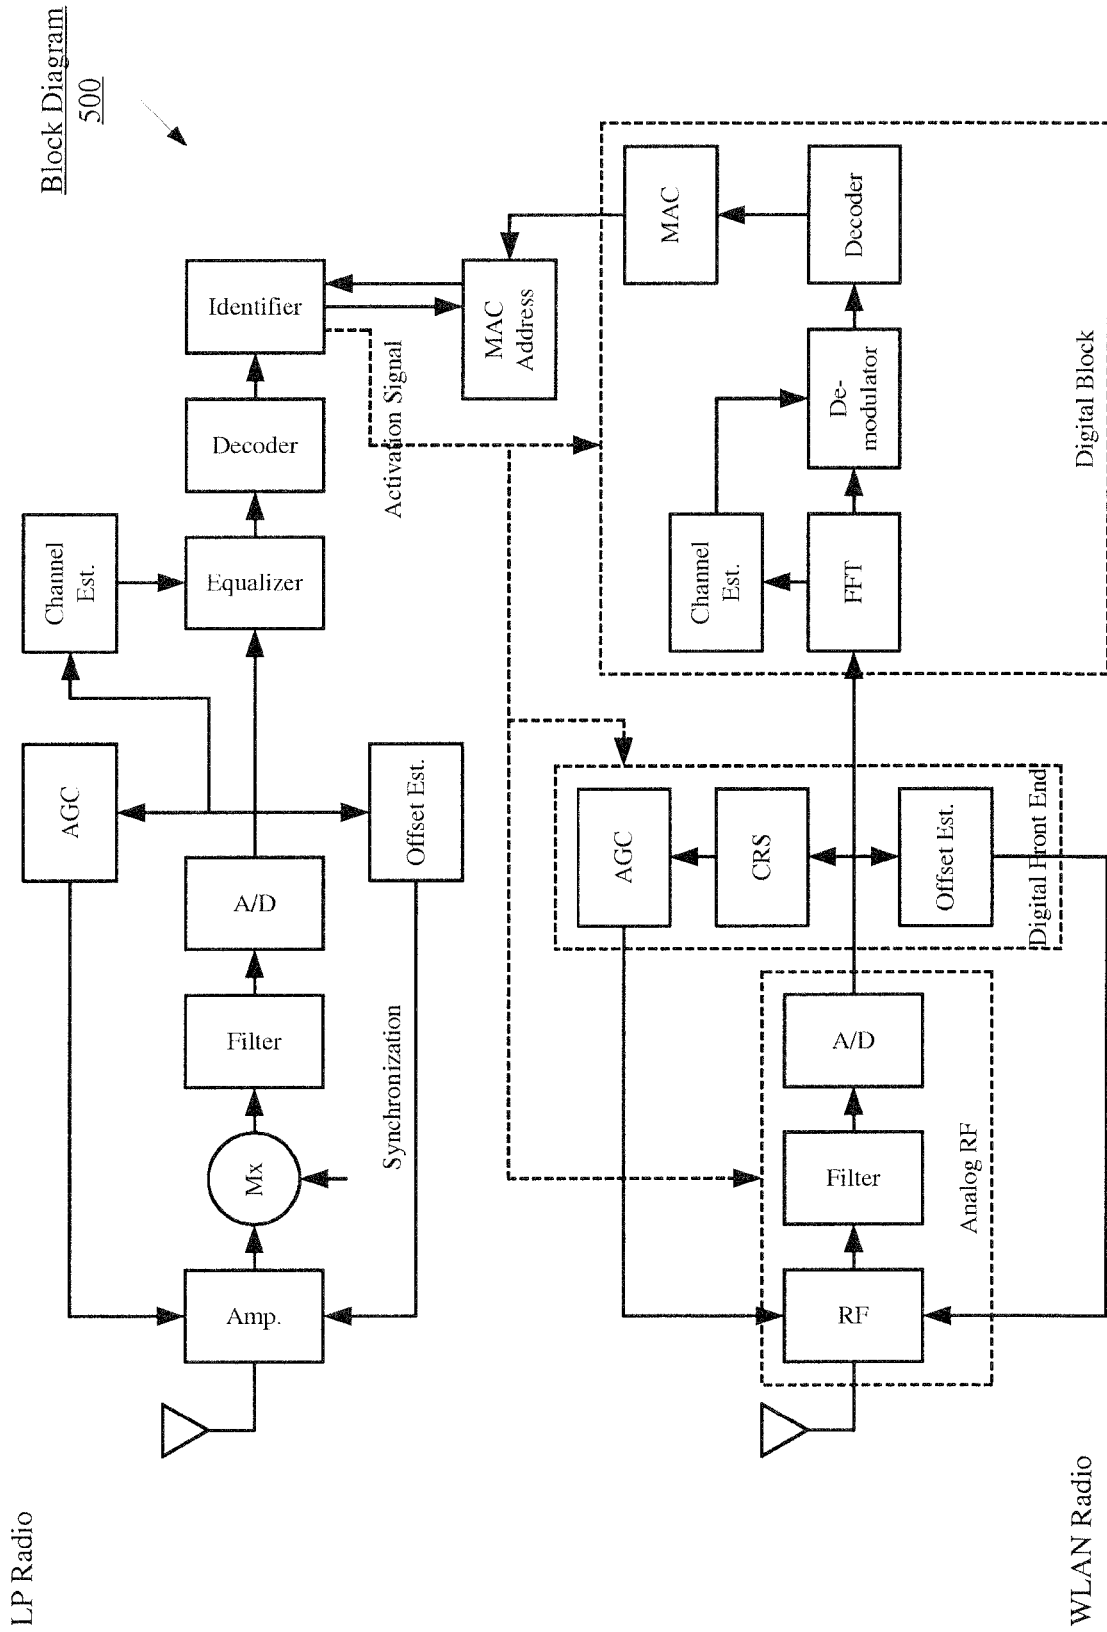 Block Diagram
500
LP Radio
Channel
Est.
AGC
Amp.
Mx
Filter
A/D
Equalizer
Decoder
Identifier
Offset Est.
Synchronization
Activation Signal
MAC
Address
MAC
AGC
Channel
Est.
CRS
RF
Filter
A/D
FFT
De-
modulator
Decoder
Offset Est.
Analog RF
Digital Front End
Digital Block
WLAN Radio